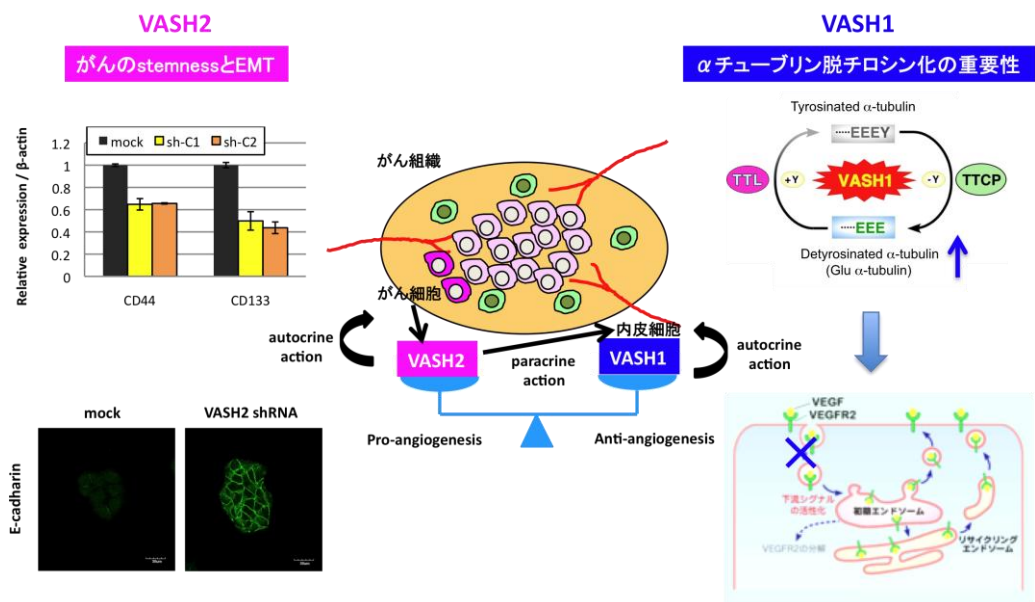 VASH2
がんのstemnessとEMT
Relative expression / β-actin
mock
sh-C1
sh-C2
1.2
1
0.8
0.6
0.4
0.2
0
CD44
CD133
mock
VASH2 shRNA
E-cadharin
がん組織
がん細胞
内皮細胞
autocrine
action
VASH2
paracrine
action
VASH1
autocrine
action
Pro-angiogenesis
Anti-angiogenesis
VASH1
αチューブリン脱チロシン化の重要性
Tyrosinated α-tubulin
·····EEEY
TTL
+Y
VASH1
-Y
TTCP
·····EEE
Detyrosinated α-tubulin
(Glu α-tubulin)
VEGF
VEGFR2
下流シグナル
の活性化
初期エンドソーム
VEGFR2の分解
リサイクリング
エンドソーム